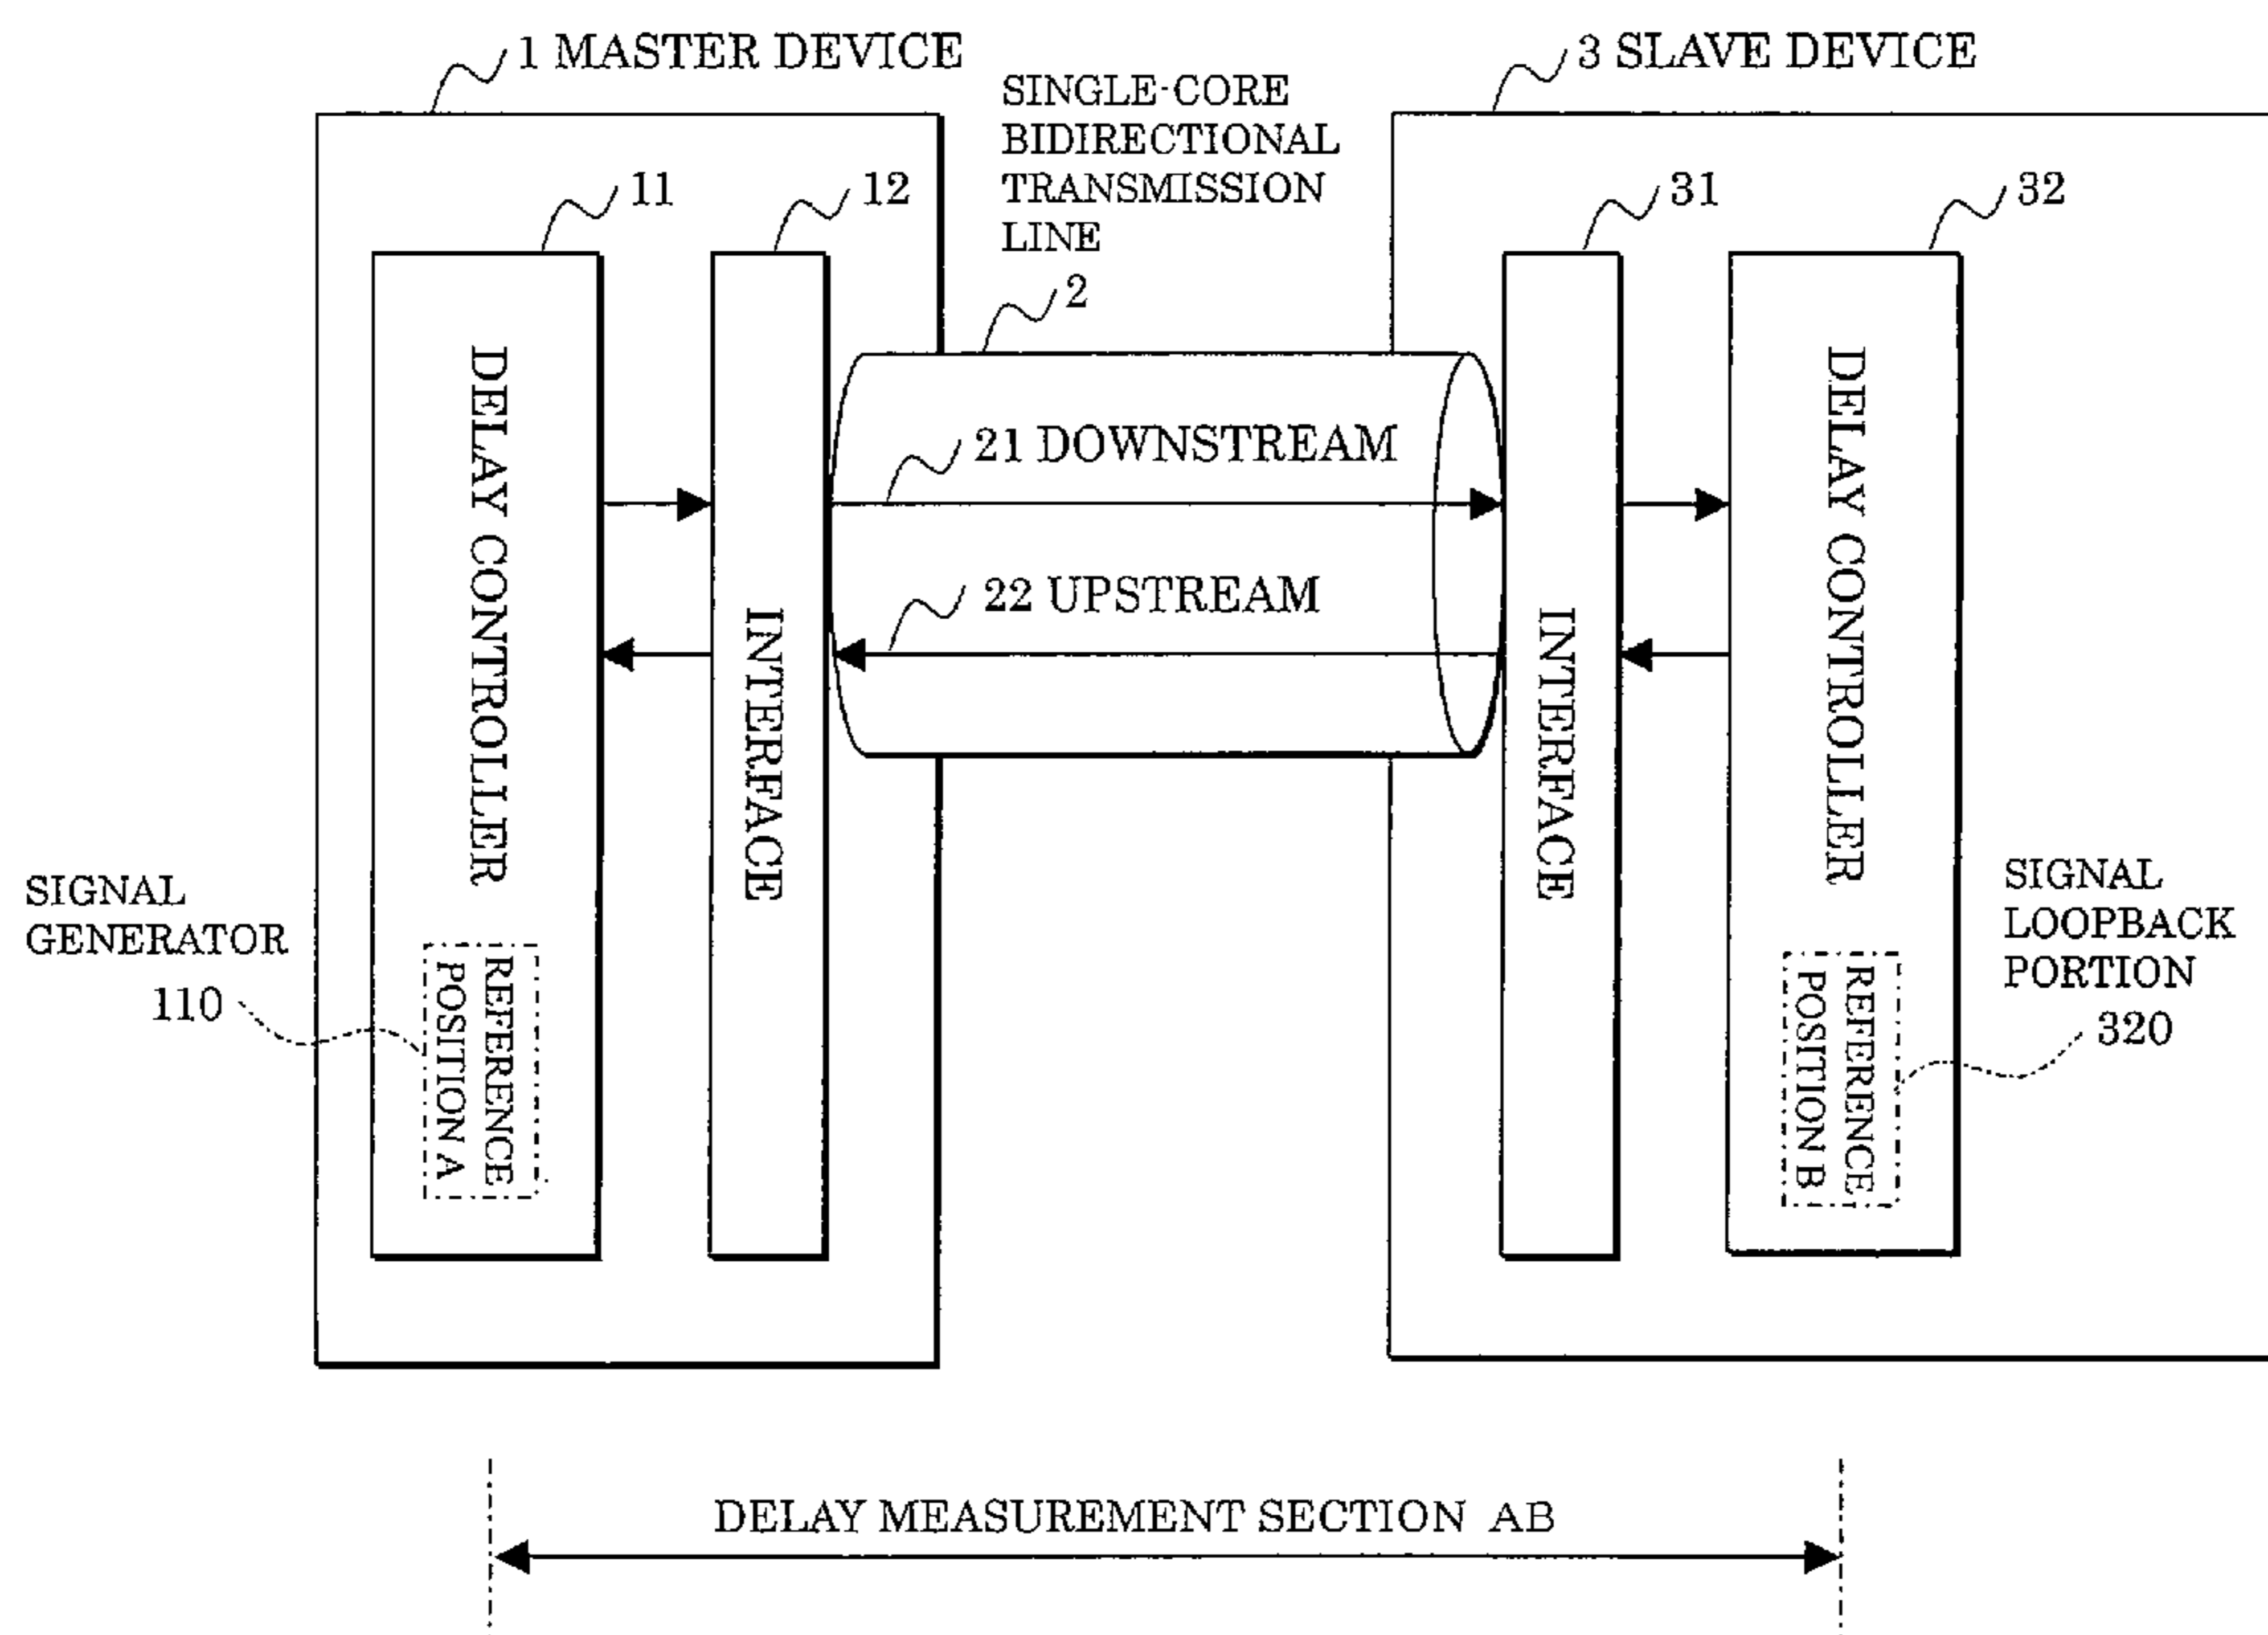 1 MASTER DEVICE
3 SLAVE DEVICE
SINGLE-CORE
BIDIRECTIONAL
TRANSMISSION
LINE
2
11
12
31
32
DELAY CONTROLLER
INTERFACE
21 DOWNSTREAM
22 UPSTREAM
INTERFACE
DELAY CONTROLLER
SIGNAL
GENERATOR
110
REFERENCE
POSITION A
SIGNAL
LOOPBACK
PORTION
320
REFERENCE
POSITION B
DELAY MEASUREMENT SECTION AB